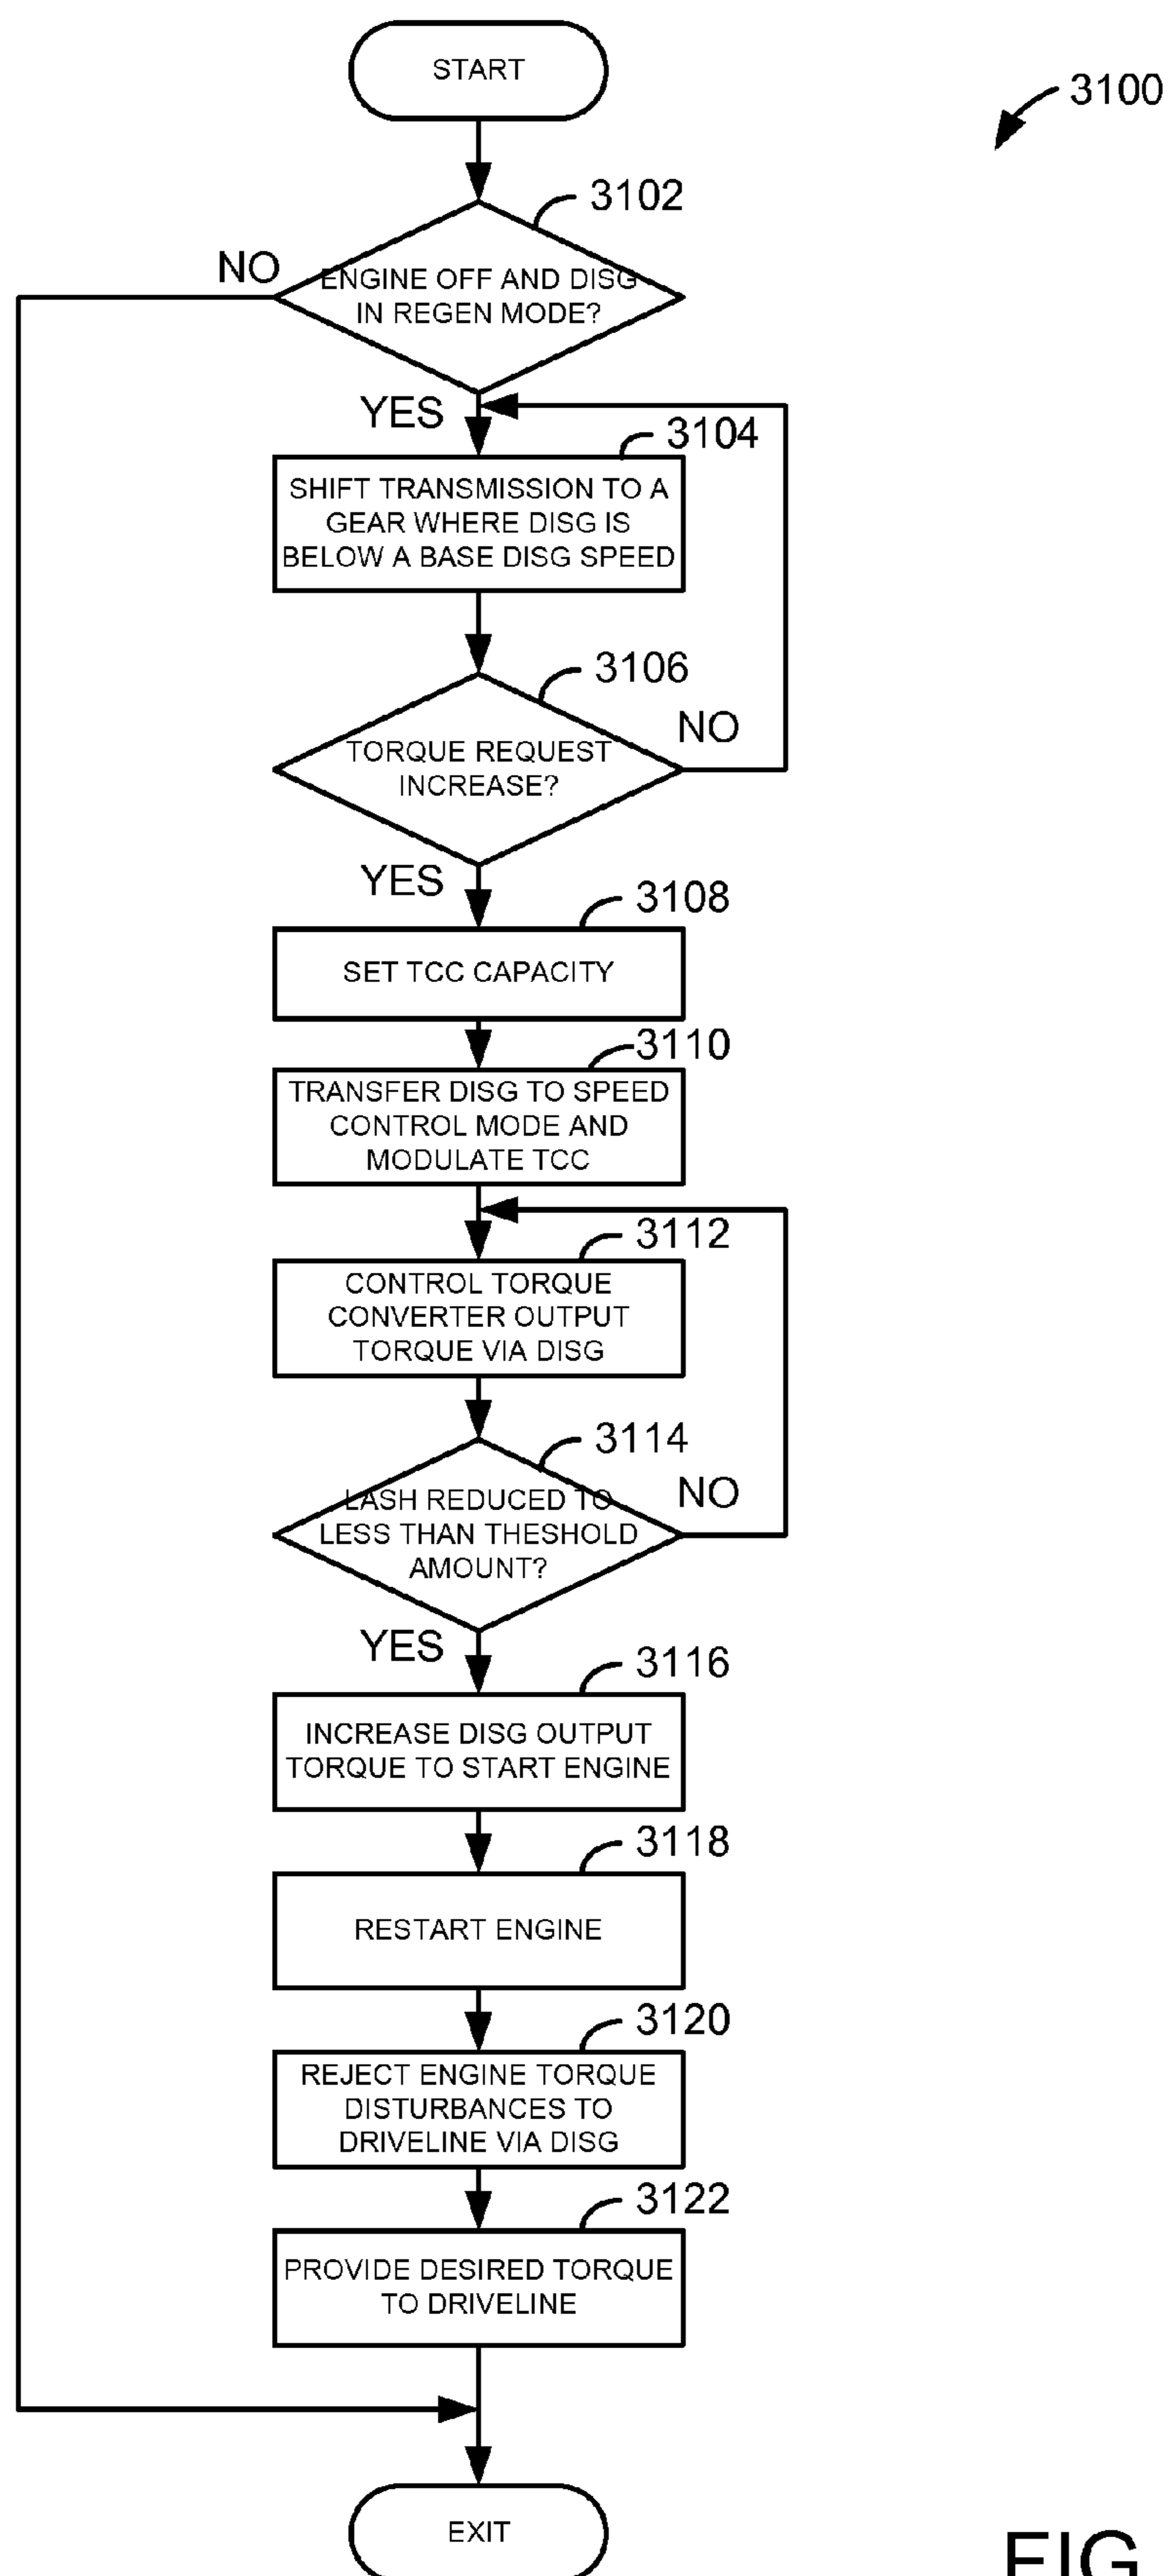 START
3100
3102
NO
ENGINE OFF AND DISG
IN REGEN MODE?
YES
3104
SHIFT TRANSMISSION TO A
GEAR WHERE DISG IS
BELOW A BASE DISG SPEED
3106
NO
TORQUE REQUEST
INCREASE?
YES
3108
SET TCC CAPACITY
3110
TRANSFER DISG TO SPEED
CONTROL MODE AND
MODULATE TCC
3112
CONTROL TORQUE
CONVERTER OUTPUT
TORQUE VIA DISG
3114
NO
LASH REDUCED TO
LESS THAN THESHOLD
AMOUNT?
YES
3116
INCREASE DISG OUTPUT
TORQUE TO START ENGINE
3118
RESTART ENGINE
3120
REJECT ENGINE TORQUE
DISTURBANCES TO
DRIVELINE VIA DISG
3122
PROVIDE DESIRED TORQUE
TO DRIVELINE
EXIT
FIG